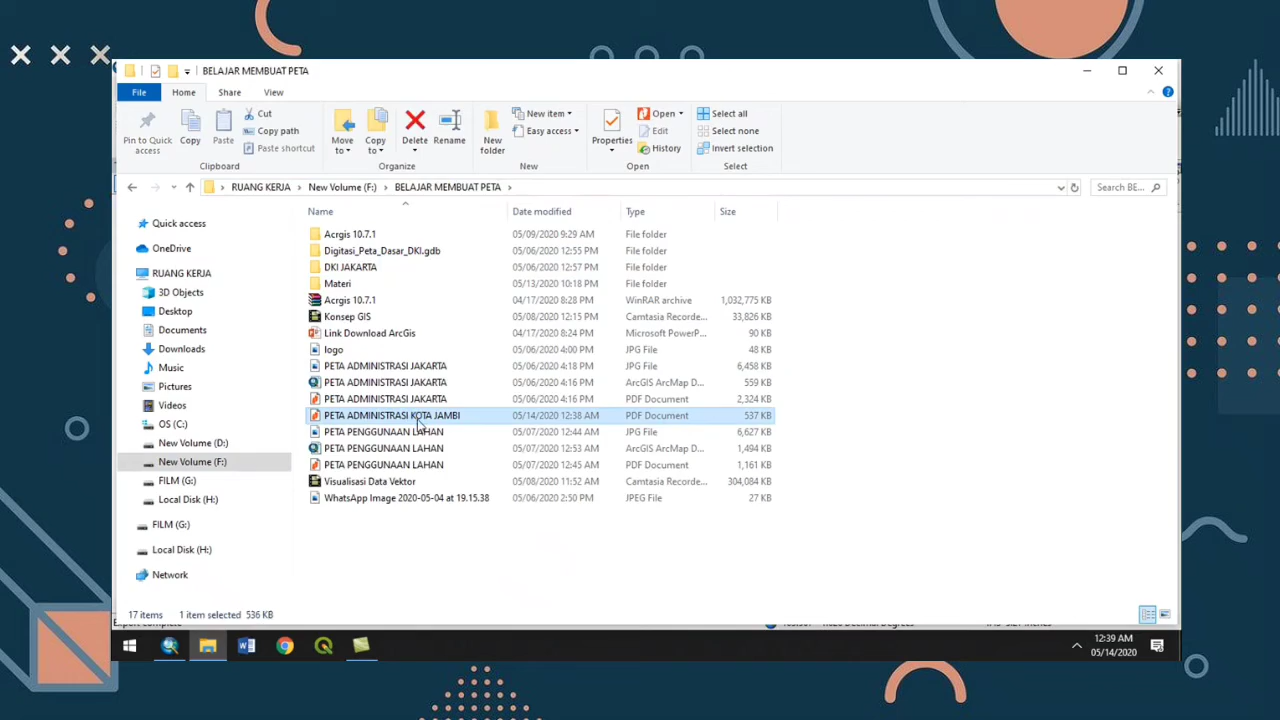 BELAJAR MEMBUAT PETA
File Home Share View
Pin to Quick access
Copy
Paste
Cut
Copy path
Paste shortcut
Clipboard
Move to
Copy to
Delete
Rename
Organize
New folder
New item
Easy access
New
Properties
Open
Edit
History
Open
Select all
Select none
Invert selection
Select
RUANG KERJA > New Volume (F:) > BELAJAR MEMBUAT PETA >
Search BE...
Quick access
OneDrive
RUANG KERJA
3D Objects
Desktop
Documents
Downloads
Music
Pictures
Videos
OS (C:)
New Volume (D:)
New Volume (F:)
FILM (G:)
Local Disk (H:)
FILM (G:)
Local Disk (H:)
Network
Name Date modified Type Size
Acrgis 10.7.1 05/09/2020 9:29 AM File folder
Digitasi_Peta_Dasar_DKI.gdb 05/06/2020 12:55 PM File folder
DKI JAKARTA 05/06/2020 12:57 PM File folder
Materi 05/13/2020 10:18 PM File folder
Acrgis 10.7.1 04/17/2020 8:28 PM WinRAR archive 1,032,775 KB
Konsep GIS 05/08/2020 12:15 PM Camtasia Recorde... 33,826 KB
Link Download ArcGis 04/17/2020 8:24 PM Microsoft PowerP... 90 KB
logo 05/06/2020 4:00 PM JPG File 48 KB
PETA ADMINISTRASI JAKARTA 05/06/2020 4:18 PM JPG File 6,458 KB
PETA ADMINISTRASI JAKARTA 05/06/2020 4:16 PM ArcGIS ArcMap D... 559 KB
PETA ADMINISTRASI JAKARTA 05/06/2020 4:16 PM PDF Document 2,324 KB
PETA ADMINISTRASI KOTA JAMBI 05/14/2020 12:38 AM PDF Document 537 KB
PETA PENGGUNAAN LAHAN 05/07/2020 12:44 AM JPG File 6,627 KB
PETA PENGGUNAAN LAHAN 05/07/2020 12:53 AM ArcGIS ArcMap D... 1,494 KB
PETA PENGGUNAAN LAHAN 05/07/2020 12:45 AM PDF Document 1,161 KB
Visualisasi Data Vektor 05/08/2020 11:52 AM Camtasia Recorde... 304,084 KB
WhatsApp Image 2020-05-04 at 19.15.38 05/06/2020 2:50 PM JPEG File 27 KB
17 items 1 item selected 536 KB
12:39 AM
05/14/2020